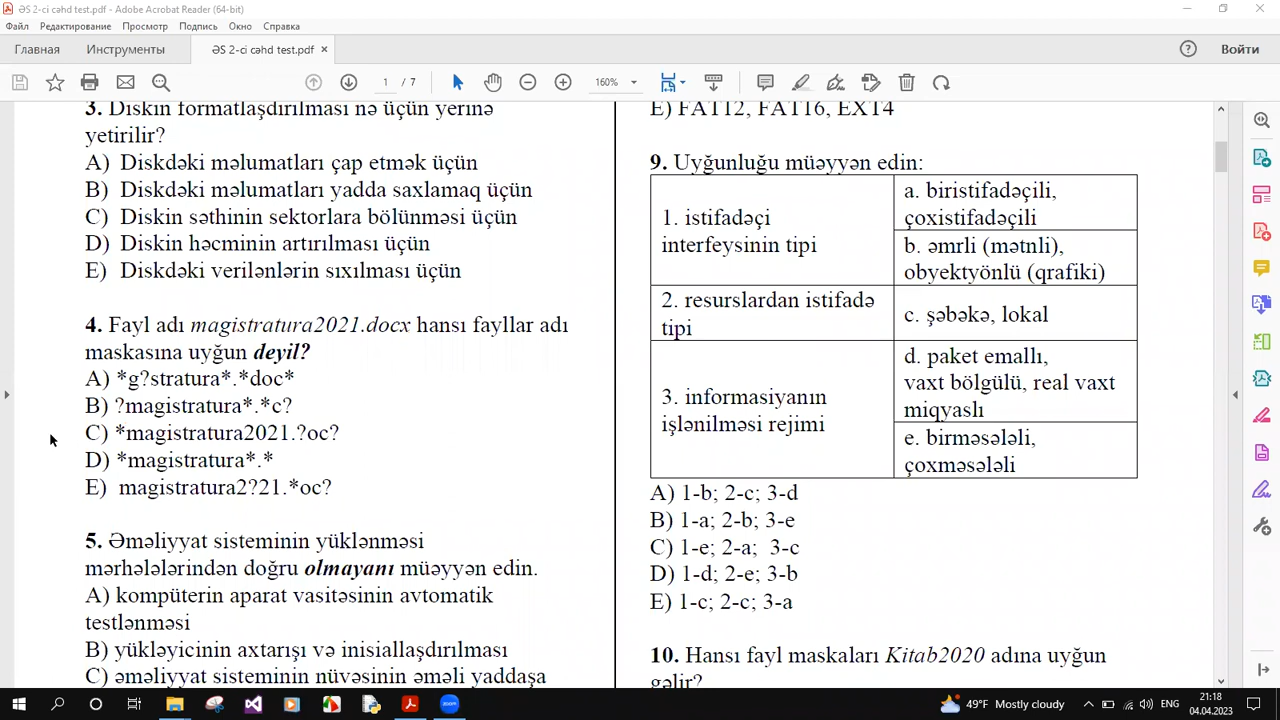 ƏS 2-ci cəhd test.pdf - Adobe Acrobat Reader (64-bit)
Файл Редактирование Просмотр Подпись Окно Справка
Главная Инструменты ƏS 2-ci cəhd test.pdf × Войти
1 / 7 160%
3. Diskin formatlaşdırılması nə üçün yerinə
yetirilir?
A) Diskdəki məlumatları çap etmək üçün
B) Diskdəki məlumatları yadda saxlamaq üçün
C) Diskin səthinin sektorlara bölünməsi üçün
D) Diskin həcminin artırılması üçün
E) Diskdəki verilənlərin sıxılması üçün
4. Fayl adı magistratura2021.docx hansı fayllar adı
maskasına uyğun deyil?
A) *g?stratura*.*doc*
B) ?magistratura*.*c?
C) *magistratura2021.?oc?
D) *magistratura*.*
E) magistratura2?21.*oc?
5. Əməliyyat sisteminin yüklənməsi
mərhələlərindən doğru olmayanı müəyyən edin.
A) kompüterin aparat vasitəsinin avtomatik
testlənməsi
B) yükləyicinin axtarışı və inisiallaşdırılması
C) əməliyyat sisteminin nüvəsinin əməli yaddaşa
E) FAT12, FAT16, EXT4
9. Uyğunluğu müəyyən edin:
1. istifadəçi
interfeysinin tipi
a. biristifadəçili,
çoxistifadəçili
b. əmrli (mətnli),
obyektyönlü (qrafiki)
2. resurslardan istifadə
tipi
c. şəbəkə, lokal
3. informasiyanın
işlənilməsi rejimi
d. paket emallı,
vaxt bölgülü, real vaxt
miqyaslı
e. birməsələli,
çoxməsələli
A) 1-b; 2-c; 3-d
B) 1-a; 2-b; 3-e
C) 1-e; 2-a; 3-c
D) 1-d; 2-e; 3-b
E) 1-c; 2-c; 3-a
10. Hansı fayl maskaları Kitab2020 adına uyğun
gəlir?
zoom 49°F Mostly cloudy ENG 21:18
04.04.2023